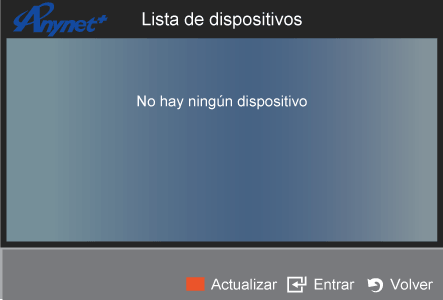 Anynet+
Lista de dispositivos
No hay ningún dispositivo
Actualizar Entrar Volver